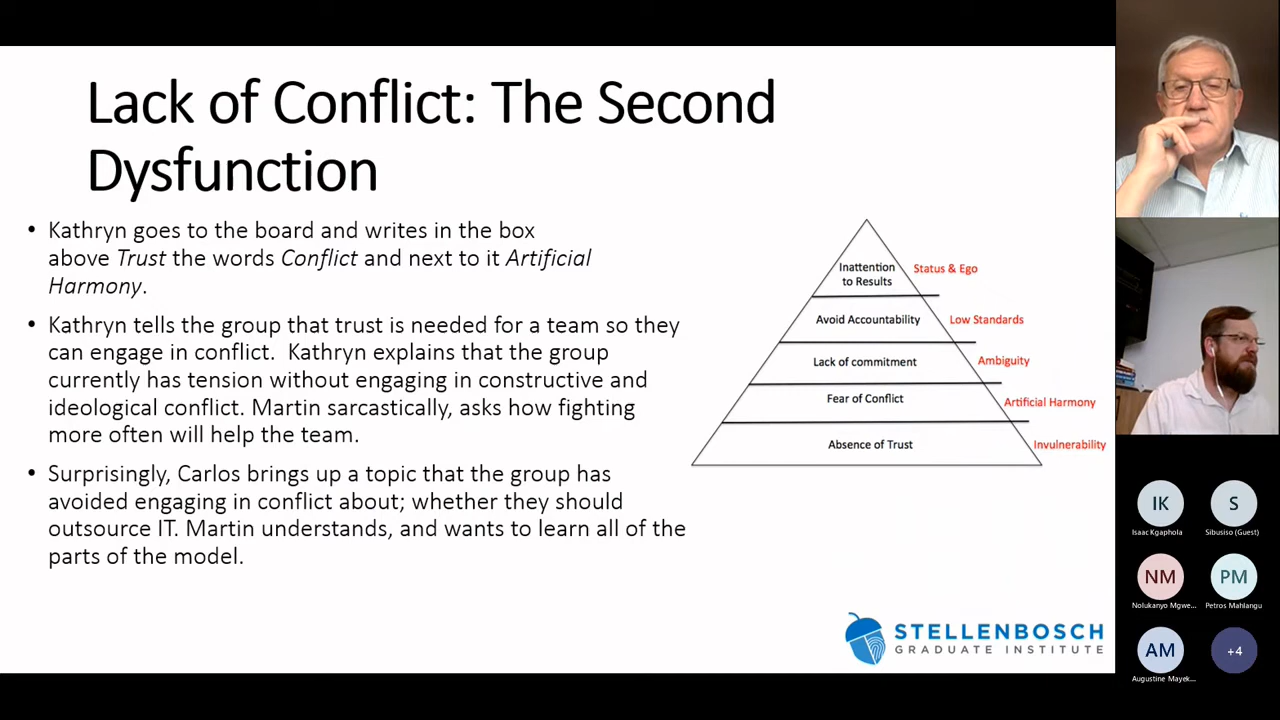 Lack of Conflict: The Second
Dysfunction
• Kathryn goes to the board and writes in the box
above Trust the words Conflict and next to it Artificial
Harmony.
• Kathryn tells the group that trust is needed for a team so they
can engage in conflict.  Kathryn explains that the group
currently has tension without engaging in constructive and
ideological conflict. Martin sarcastically, asks how fighting
more often will help the team.
• Surprisingly, Carlos brings up a topic that the group has
avoided engaging in conflict about; whether they should
outsource IT. Martin understands, and wants to learn all of the
parts of the model.
Inattention
to Results
Status & Ego
Avoid Accountability
Low Standards
Lack of commitment
Ambiguity
Fear of Conflict
Artificial Harmony
Absence of Trust
Invulnerability
STELLENBOSCH
GRADUATE INSTITUTE
IK
S
Isaac Kgaphola
Sibusiso (Guest)
NM
PM
Nolukanyo Mgwe...
Petros Mahlangu
AM
+4
Augustine Mayek...